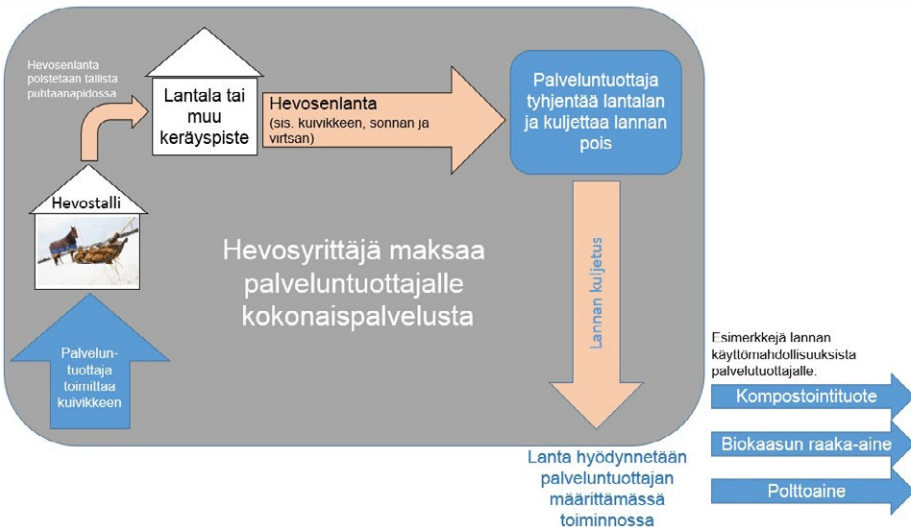 Hevosenlanta
poistetaan tallista
puhtaanapidossa
Lantala tai
muu
keräyspiste
Hevosenlanta
(sis. kuivikkeen, sonnan ja
virtsan)
Palveluntuottaja
tyhjentää lantalan
ja kuljettaa lannan
pois
Hevostalli
Hevosyrittäjä maksaa
palveluntuottajalle
kokonaispalvelusta
Lannan kuljetus
Palvelun-
tuottaja
toimittaa
kuivikkeen
Esimerkkejä lannan
käyttömahdollisuuksista
palvelutuottajalle:
Kompostointituote
Biokaasun raaka-aine
Polttoaine
Lanta hyödynnetään
palveluntuottajan
määrittämässä
toiminnossa